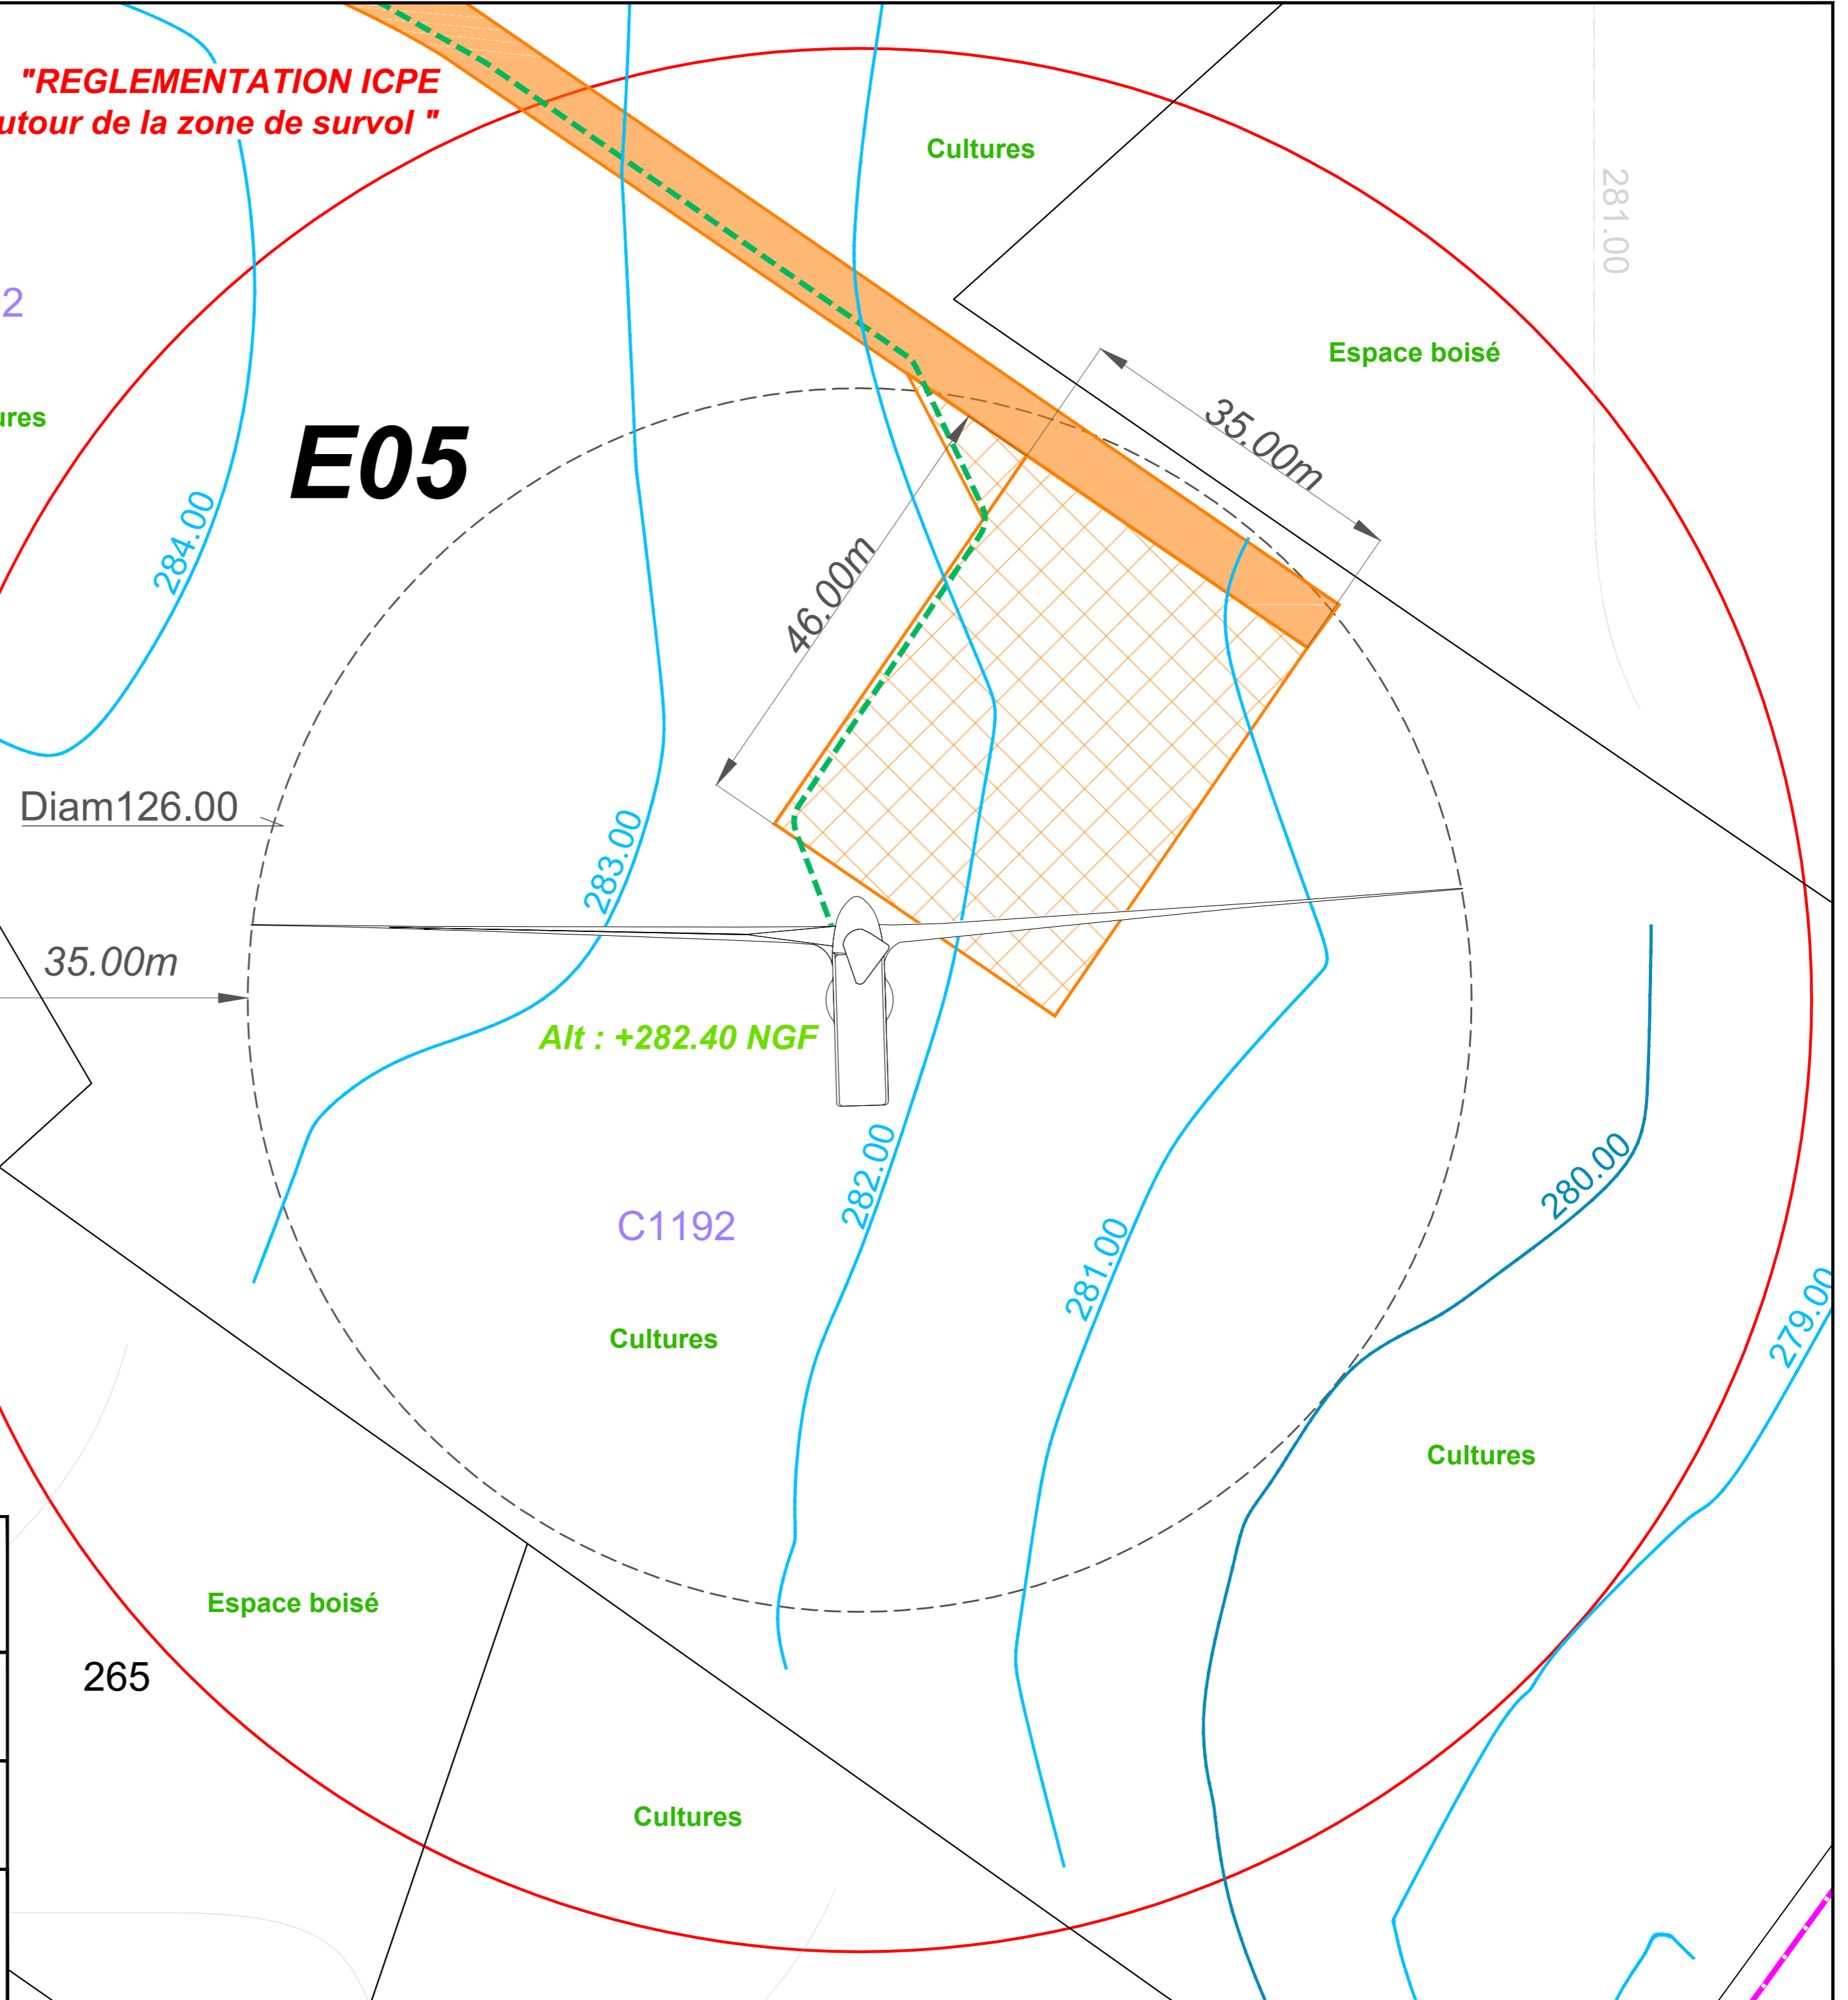 "REGLEMENTATION ICPE
utour de la zone de survol "
Cultures
281.00
2
Espace boisé
ures
E05
35.00m
284.00
46.00m
Diam126.00
283.00
35.00m
Alt : +282.40 NGF
282.00
280.00
C1192
281.00
279.00
Cultures
Cultures
Espace boisé
265
Cultures